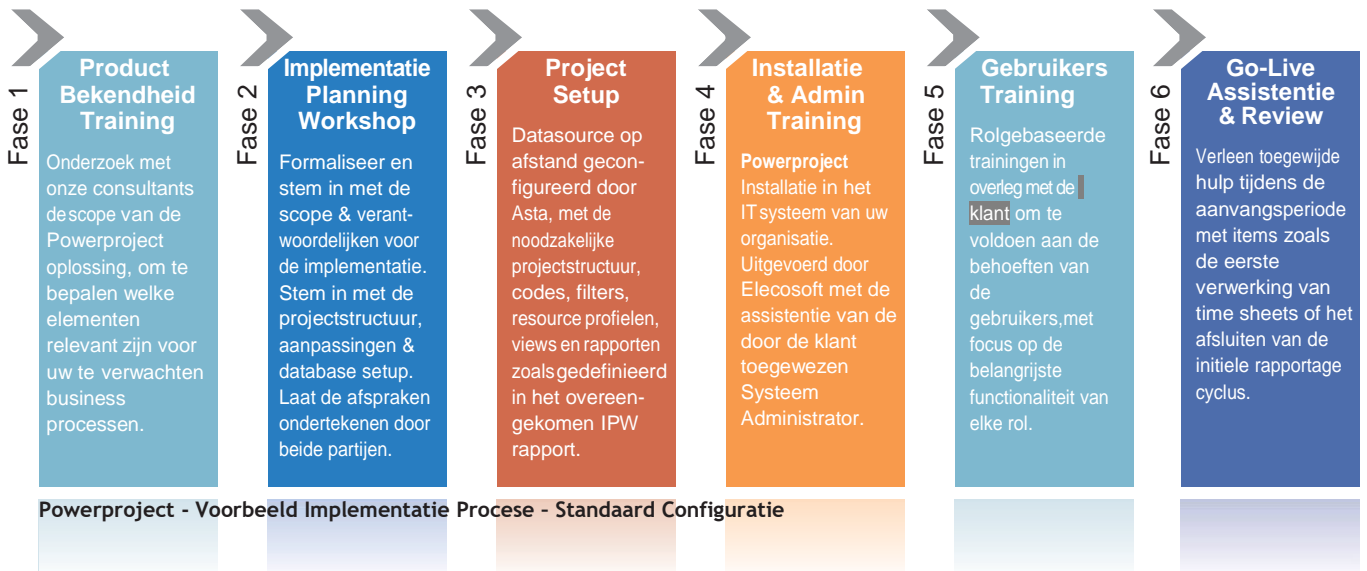 Fase 1
Product
Bekendheid
Training
Onderzoek met
onze consultants
de scope van de
Powerproject
oplossing, om te
bepalen welke
elementen
relevant zijn voor
uw te verwachten
business
processen.
Fase 2
Implementatie
Planning
Workshop
Formaliseer en
stem in met de
scope & verant-
woordelijken voor
de implementatie.
Stem in met de
projectstructuur,
aanpassingen &
database setup.
Laat de afspraken
ondertekenen door
beide partijen.
Fase 3
Project
Setup
Datasource op
afstand gecon-
figureerd door
Asta, met de
noodzakelijke
projectstructuur,
codes, filters,
resource profielen,
views en rapporten
zoals gedefinieerd
in het overeen-
gekomen IPW
rapport.
Fase 4
Installatie
& Admin
Training
Powerproject
Installatie in het
IT systeem van uw
organisatie.
Uitgevoerd door
Elecosoft met de
assistentie van de
door de klant
toegewezen
Systeem
Administrator.
Fase 5
Gebruikers
Training
Rolgebaseerde
trainingen in
overleg met de
klant om te
voldoen aan de
behoeften van
de
gebruikers,met
focus op de
belangrijste
functionaliteit van
elke rol.
Fase 6
Go-Live
Assistentie
& Review
Verleen toegewijde
hulp tijdens de
aanvangsperiode
met items zoals
de eerste
verwerking van
time sheets of het
afsluiten van de
initiele rapportage
cyclus.
Powerproject - Voorbeeld Implementatie Procese - Standaard Configuratie